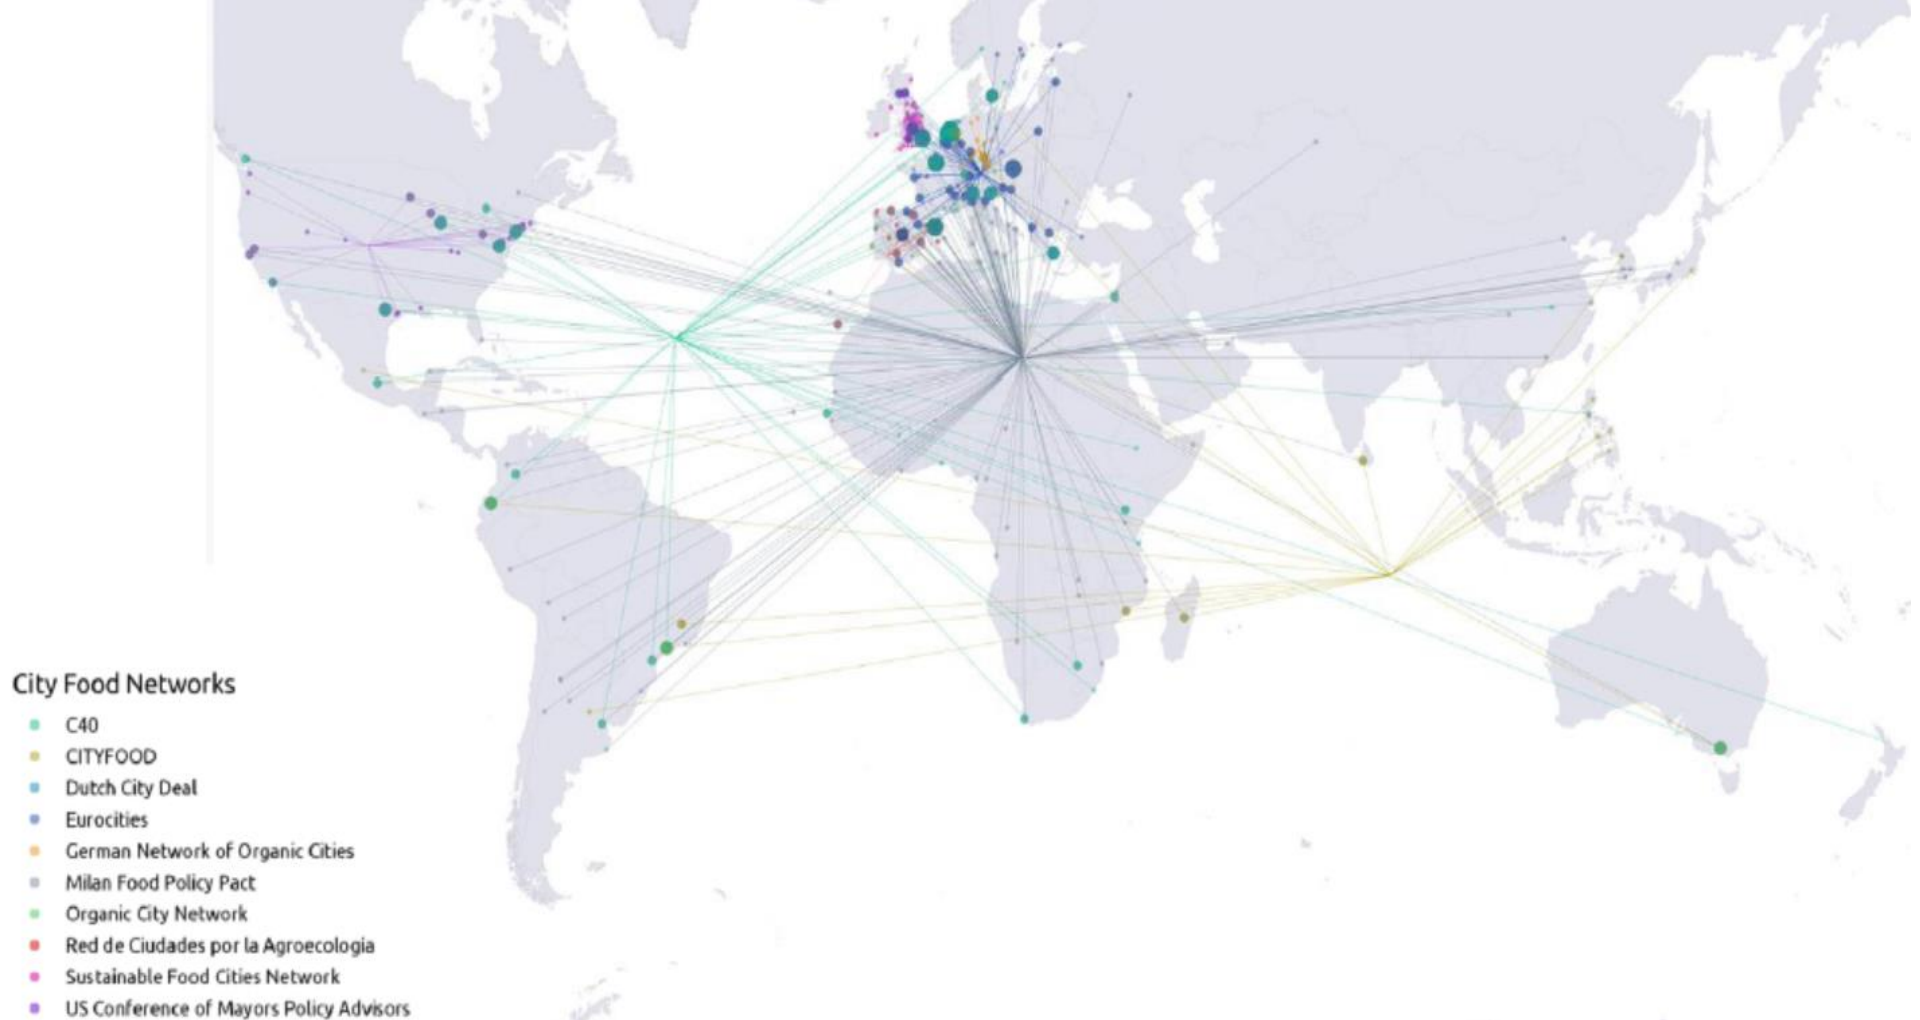 City Food Networks
C40
CITYFOOD
Dutch City Deal
Eurocities
German Network of Organic Cities
Milan Food Policy Pact
Organic City Network
Red de Ciudades por la Agroecologia
Sustainable Food Cities Network
US Conference of Mayors Policy Advisors